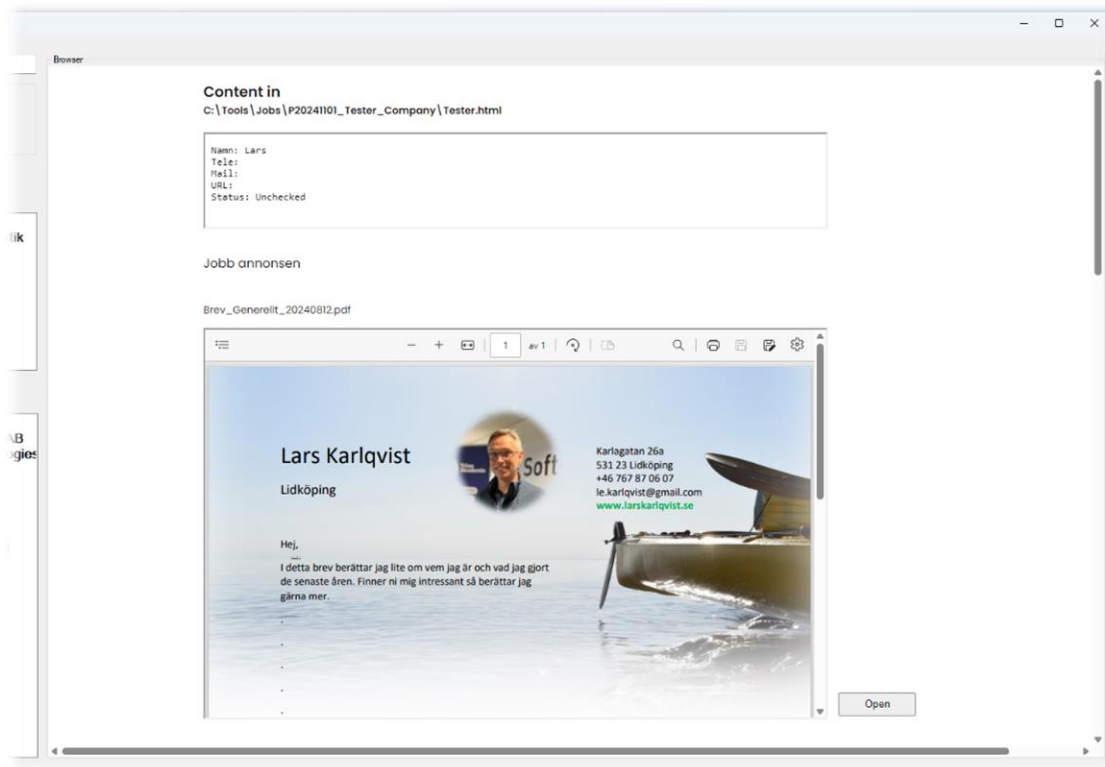 Browser
Content in
C:\Tools\Jobs\P20241101_Tester_Company\Tester.html
Namn: Lars
Tele:
Mail:
URL:
Status: Unchecked
tik
AB
gies
Jobb annonsen
Brev_Generellt_20240812.pdf
1 av 1
Lars Karlqvist
Lidköping
Soft
Karlagatan 26a
531 23 Lidköping
+46 767 87 06 07
le.karlqvist@gmail.com
www.larskarlqvist.se
Hej,
I detta brev berättar jag lite om vem jag är och vad jag gjort
de senaste åren. Finner ni mig intressant så berättar jag
gärna mer.
.
.
.
.
.
Open